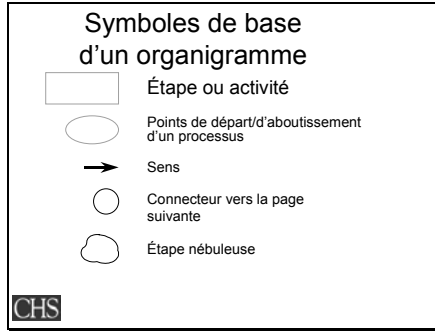 Symboles de base
d'un organigramme
Étape ou activité
Points de départ/d'aboutissement
d'un processus
Sens
Connecteur vers la page
suivante
Étape nébuleuse
CHS